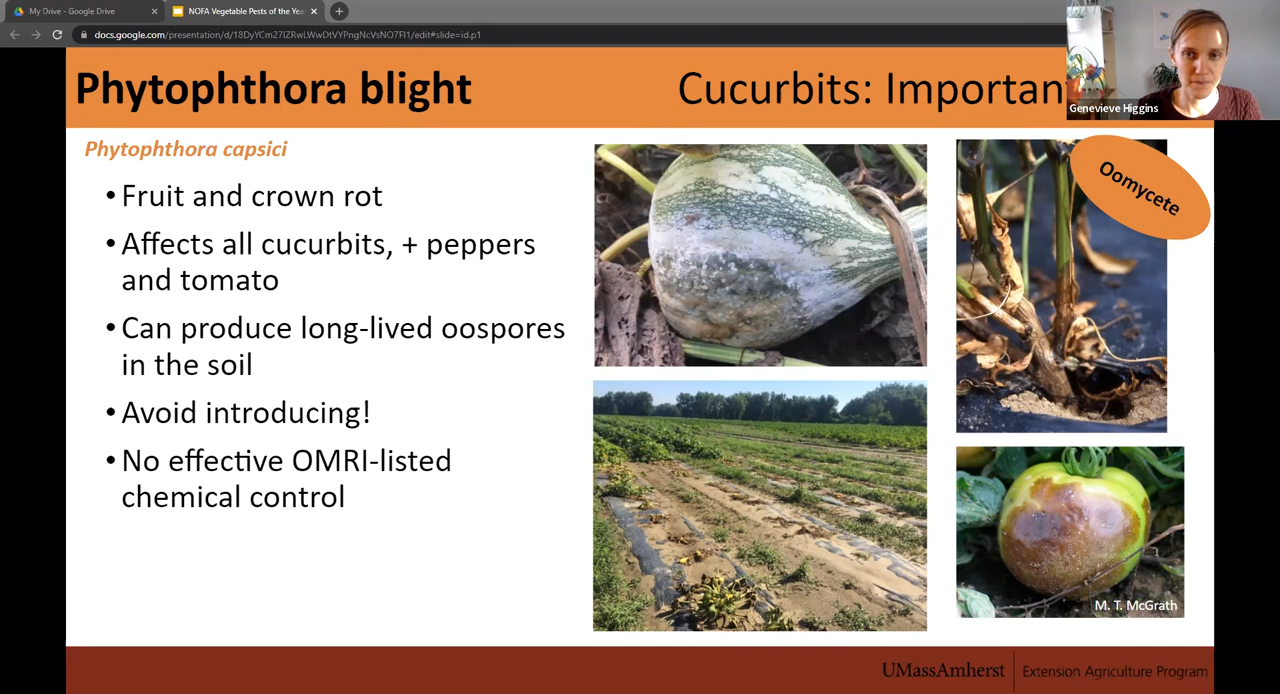 My Drive - Google Drive
NOFA Vegetable Pests of the Yea
docs.google.com/presentation/d/18DyYCm27lZRwLWwDtVYPngNcVsNO7Fl1/edit#slide=id.p1
Phytophthora blight
Cucurbits: Important
Genevieve Higgins
Phytophthora capsici
Oomycete
•Fruit and crown rot
•Affects all cucurbits, + peppers
and tomato
•Can produce long-lived oospores
in the soil
•Avoid introducing!
•No effective OMRI-listed
chemical control
M. T. McGrath
UMassAmherst
Extension Agriculture Program